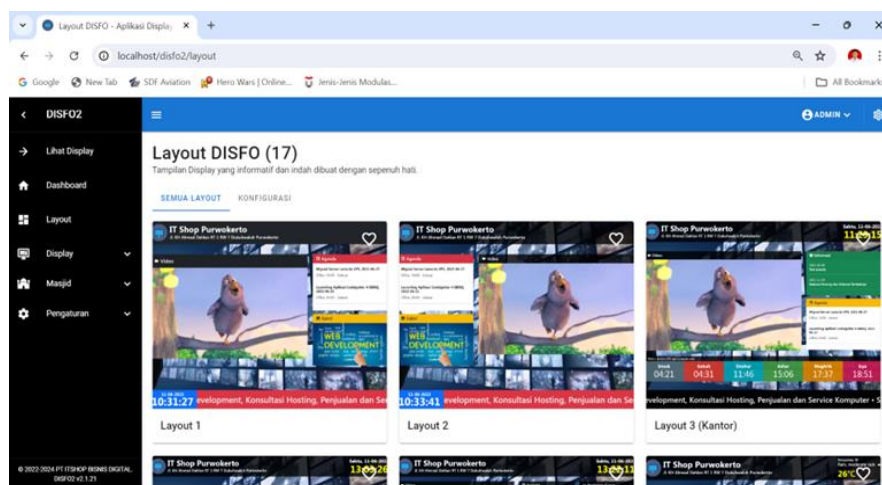 Layout DISFO - Aplikasi Display
localhost/disfo2/layout
Google
New Tab
SDF Aviation
Hero Wars | Online...
Jenis-Jenis Modulas...
All Bookmarks
DISFO2
ADMIN
Lihat Display
Dashboard
Layout
Display
Masjid
Pengaturan
© 2022-2024 PT ITSHOP BISNIS DIGITAL.
DISFO2 v2.1.21
Layout DISFO (17)
Tampilan Display yang informatif dan indah dibuat dengan sepenuh hati.
SEMUA LAYOUT
KONFIGURASI
IT Shop Purwokerto
Video
Agenda
WEB
DEVELOPMENT
10:31:27
evelopment, Konsultasi Hosting, Penjualan dan Ser
Layout 1
IT Shop Purwokerto
Agenda
Video
WEB
DEVELOPMENT
10:33:41
evelopment, Konsultasi Hosting, Penjualan dan Ser
Layout 2
IT Shop Purwokerto
Video
Agenda
04:21
04:31
11:46
15:06
17:37
18:51
evelopment, Konsultasi Hosting, Penjualan dan Service Komputer - S
Layout 3 (Kantor)
IT Shop Purwokerto
IT Shop Purwokerto
IT Shop Purwokerto
26°C